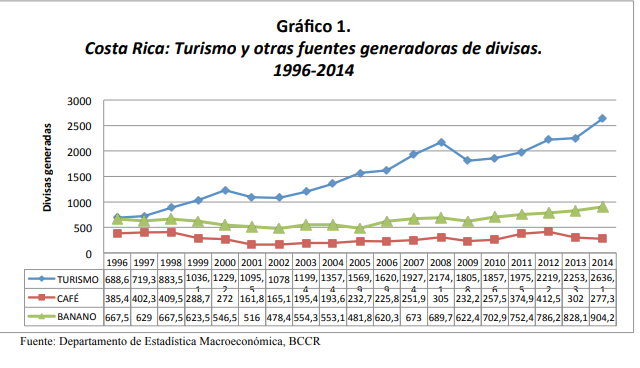 Gráfico 1.
Costa Rica: Turismo y otras fuentes generadoras de divisas.
1996-2014
Divisas generadas
3000
2500
2000
1500
1000
500
0
1996 1997 1998 1999 2000 2001 2002 2003 2004 2005 2006 2007 2008 2009 2010 2011 2012 2013 2014
TURISMO 688,6 719,3 883,5 1036,1 1229,2 1095,5 1078 1199,4 1357,4 1569,9 1620,9 1927,4 2174,1 1805,8 1857,6 1975,5 2219,2 2253,3 2636,1
CAFÉ 385,4 402,3 409,5 288,7 272 161,8 165,1 195,4 193,6 232,7 225,8 251,9 305 232,2 257,5 374,9 412,5 302 277,3
BANANO 667,5 629 667,5 623,5 546,5 516 478,4 554,3 553,1 481,8 620,3 673 689,7 622,4 702,9 752,4 786,2 828,1 904,2
Fuente: Departamento de Estadística Macroeconómica, BCCR